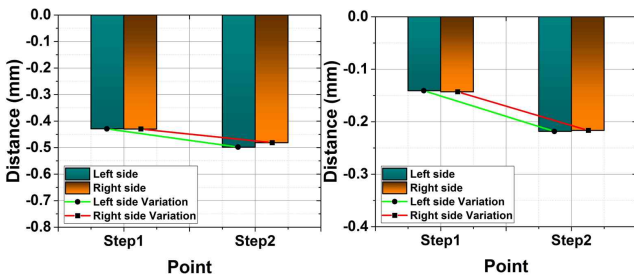 0.0
-0.1
-0.2
-0.3
-0.4
-0.5
-0.6
-0.7
-0.8
Distance (mm)
Left side
Right side
Left side Variation
Right side Variation
Step1 Step2
Point
0.0
-0.1
-0.2
-0.3
-0.4
Distance (mm)
Left side
Right side
Left side Variation
Right side Variation
Step1 Step2
Point